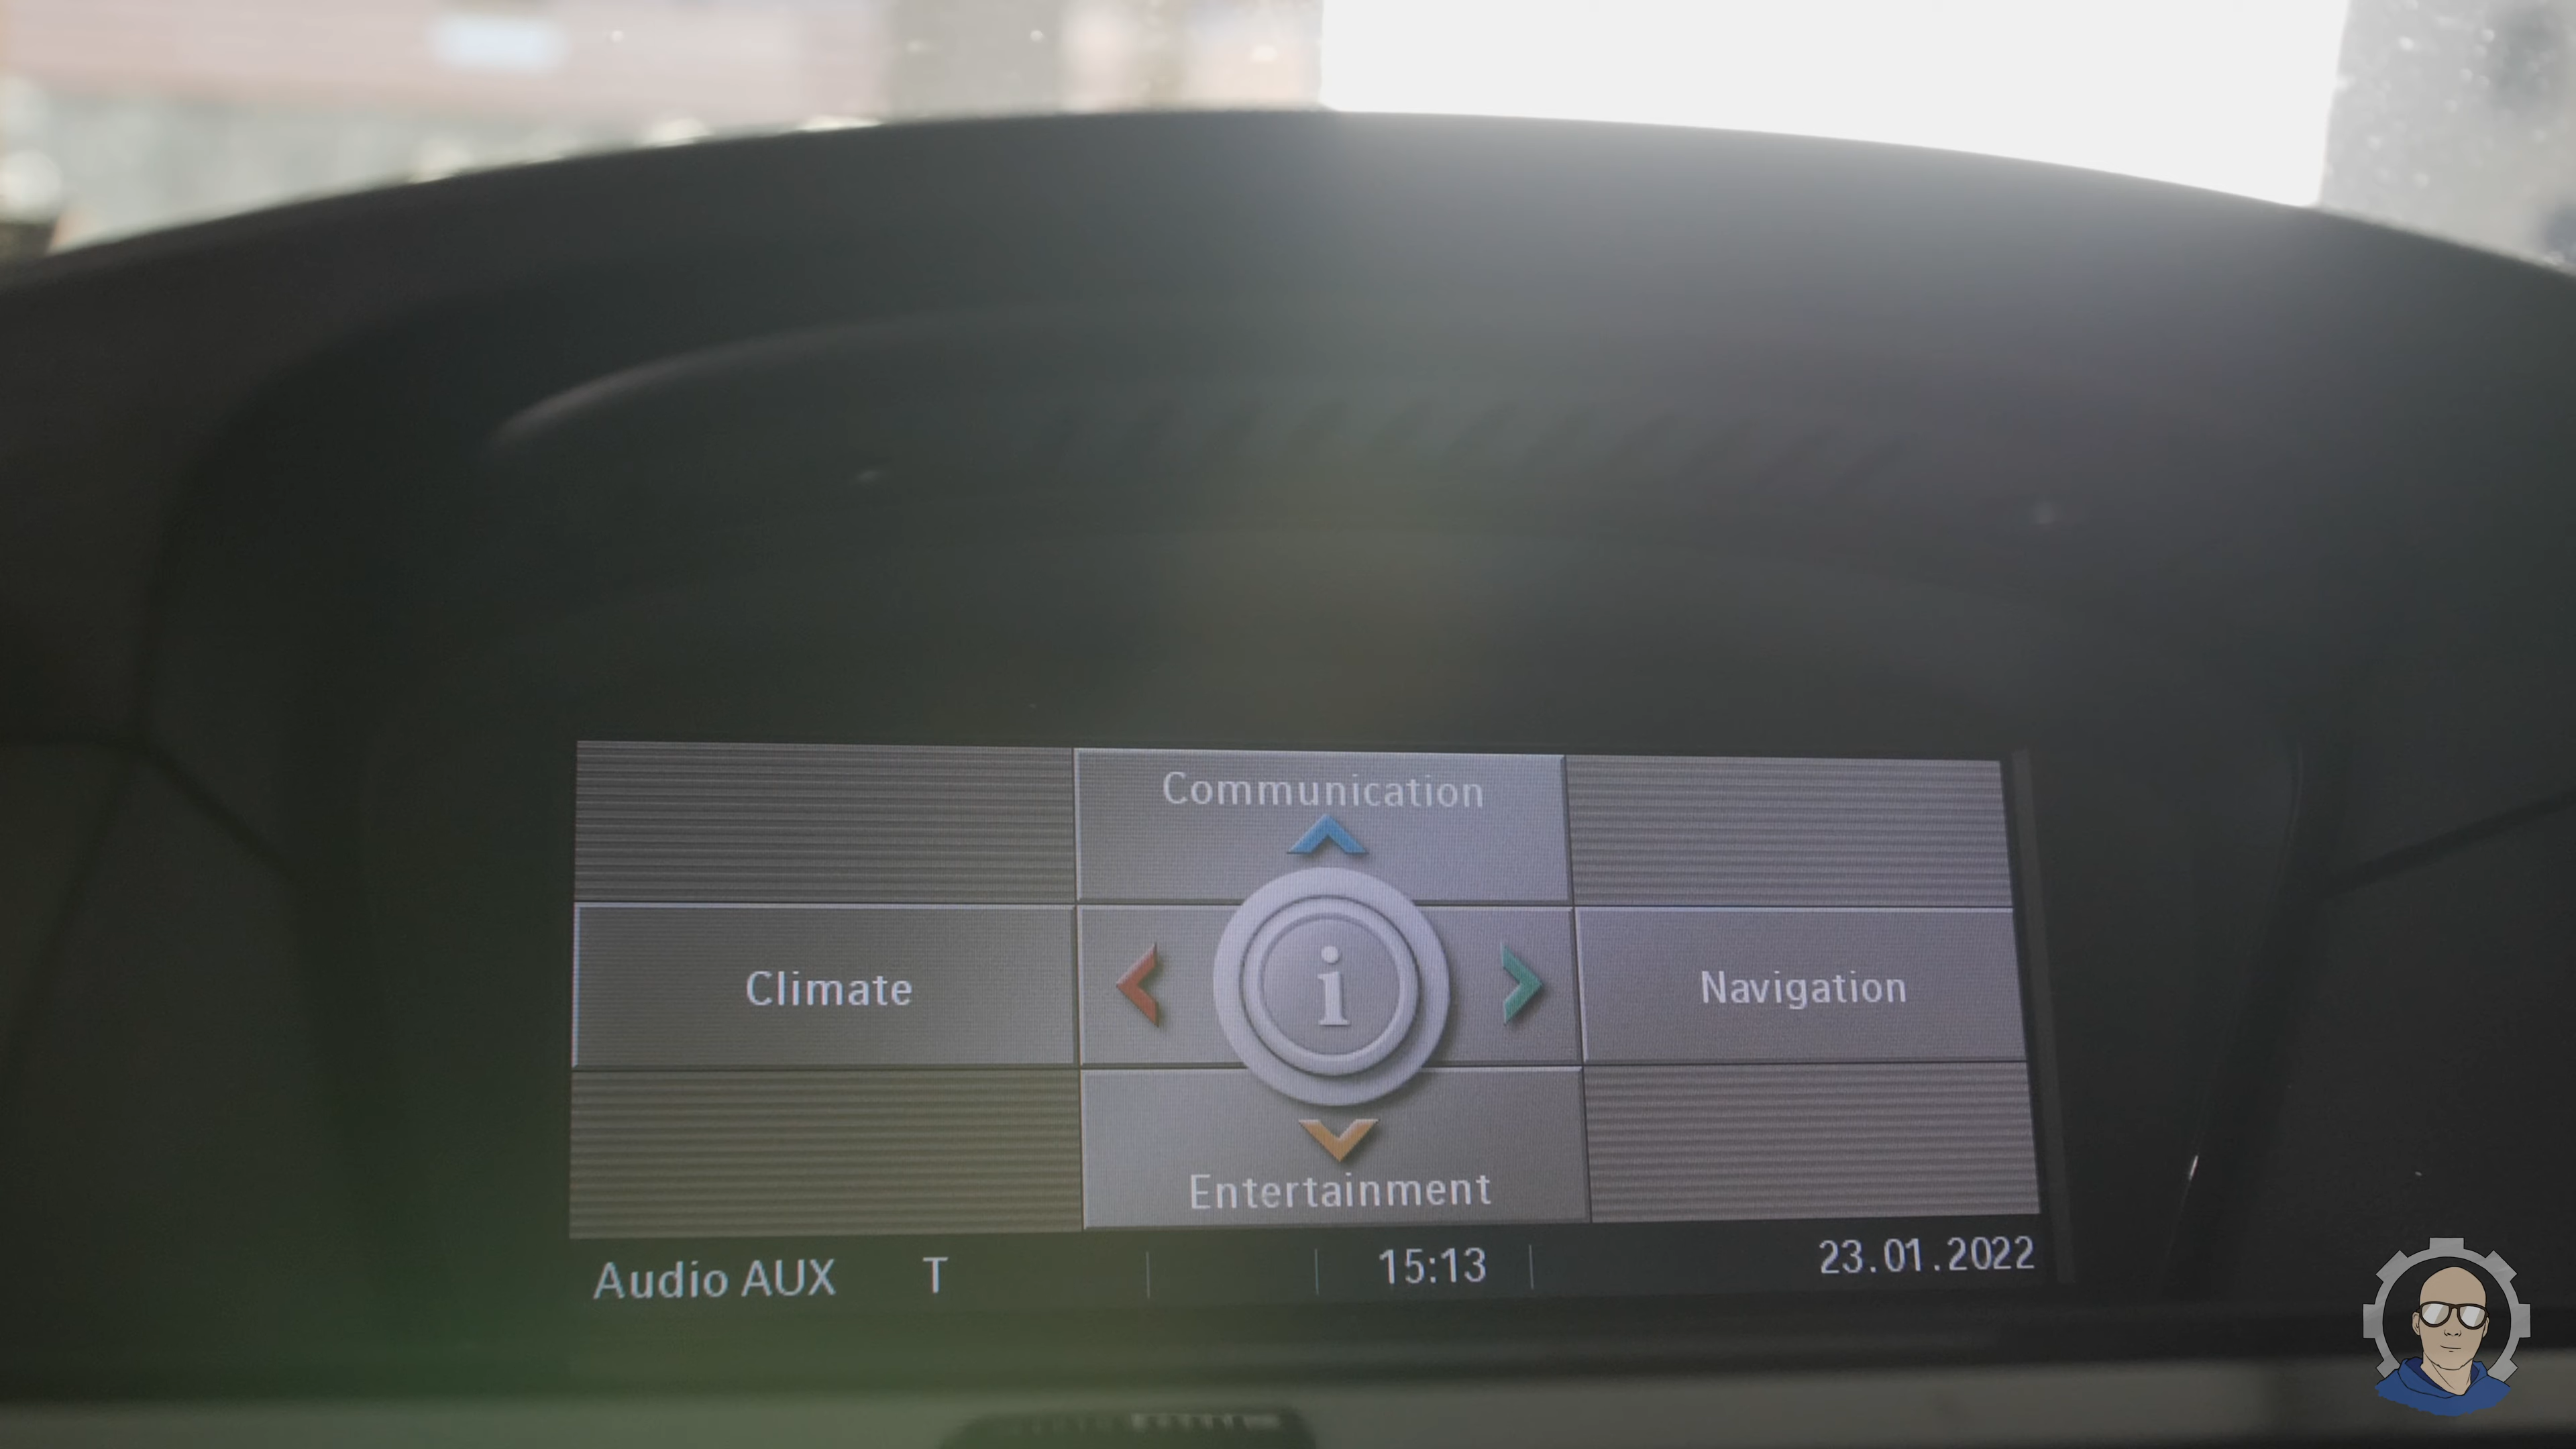 Communication
Climate
i
Navigation
Entertainment
Audio AUX T 15:13 23.01.2022